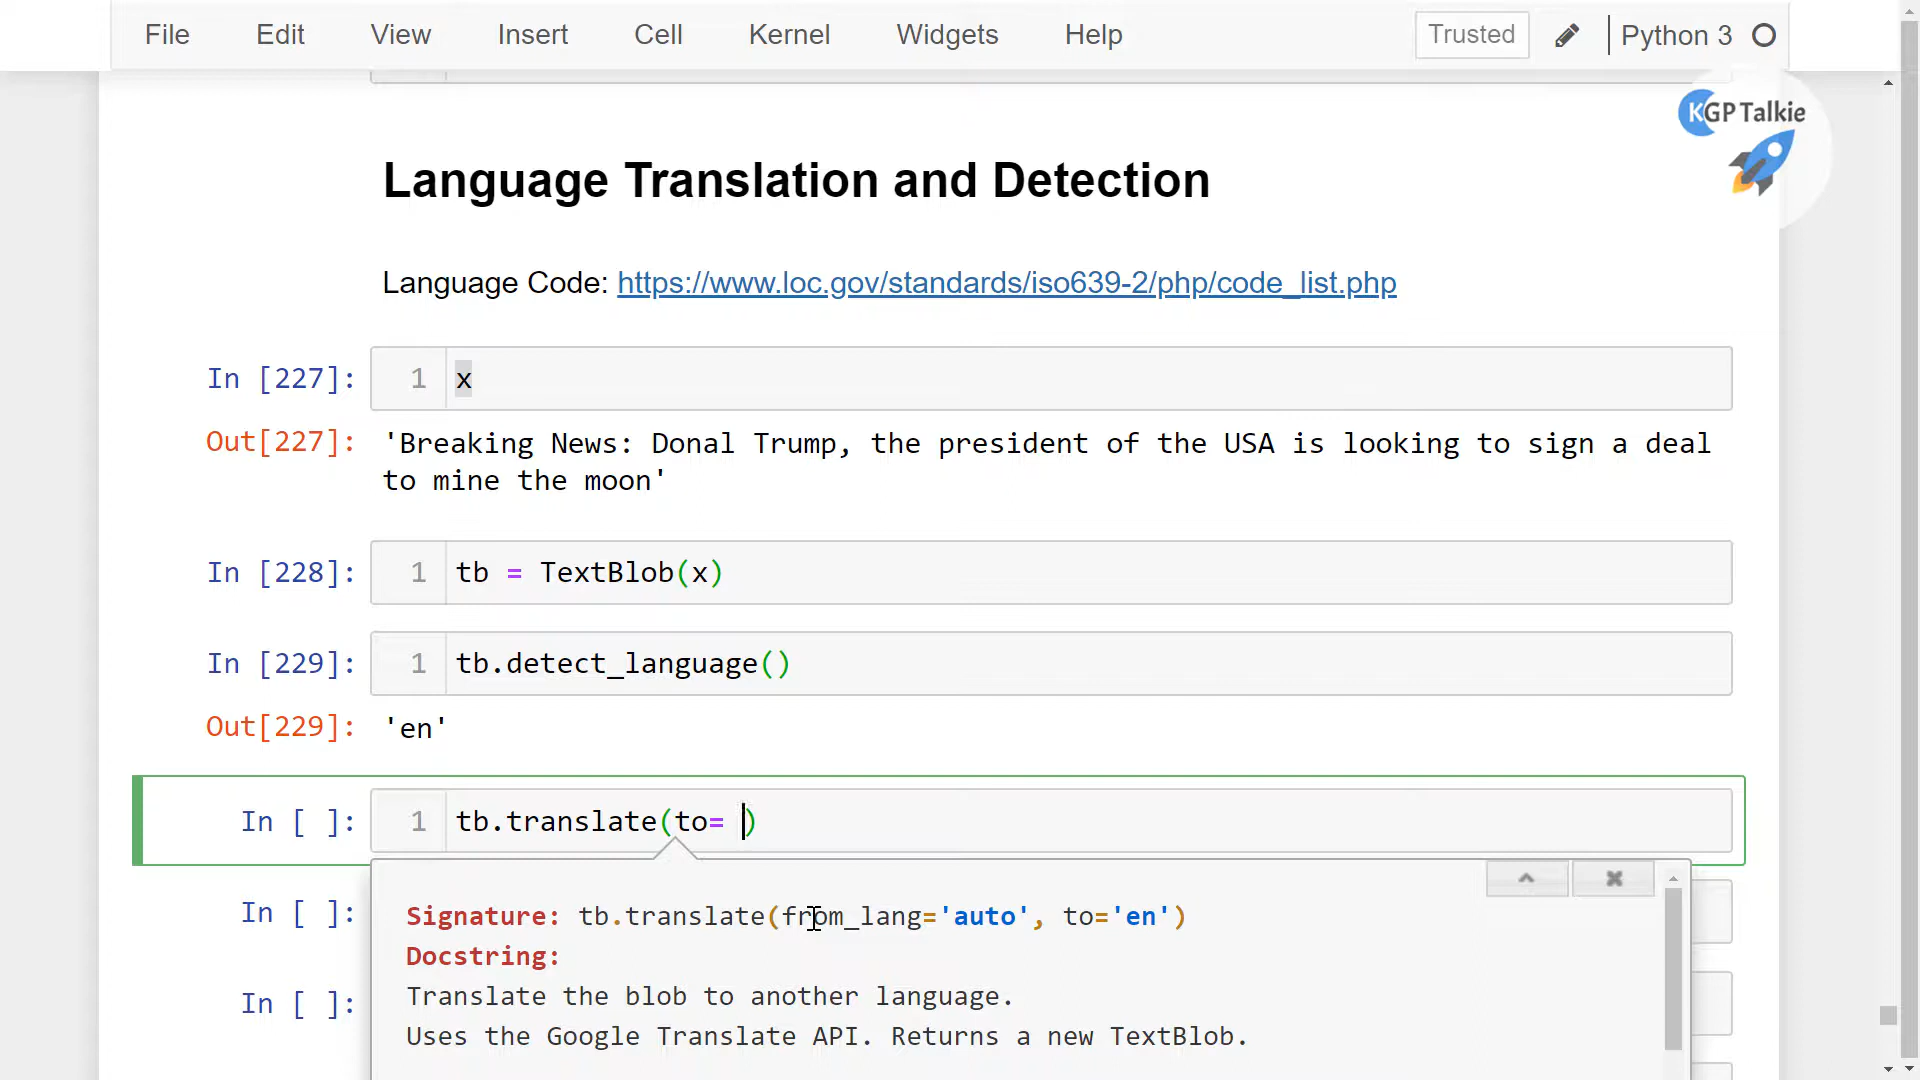 File Edit View Insert Cell Kernel Widgets Help Trusted Python 3
KGP Talkie
Language Translation and Detection
Language Code: https://www.loc.gov/standards/iso639-2/php/code_list.php
In [227]: 1 x
Out[227]: 'Breaking News: Donal Trump, the president of the USA is looking to sign a deal
to mine the moon'
In [228]: 1 tb = TextBlob(x)
In [229]: 1 tb.detect_language()
Out[229]: 'en'
In [ ]: 1 tb.translate(to= )
In [ ]:
Signature: tb.translate(from_lang='auto', to='en')
Docstring:
In [ ]:
Translate the blob to another language.
Uses the Google Translate API. Returns a new TextBlob.